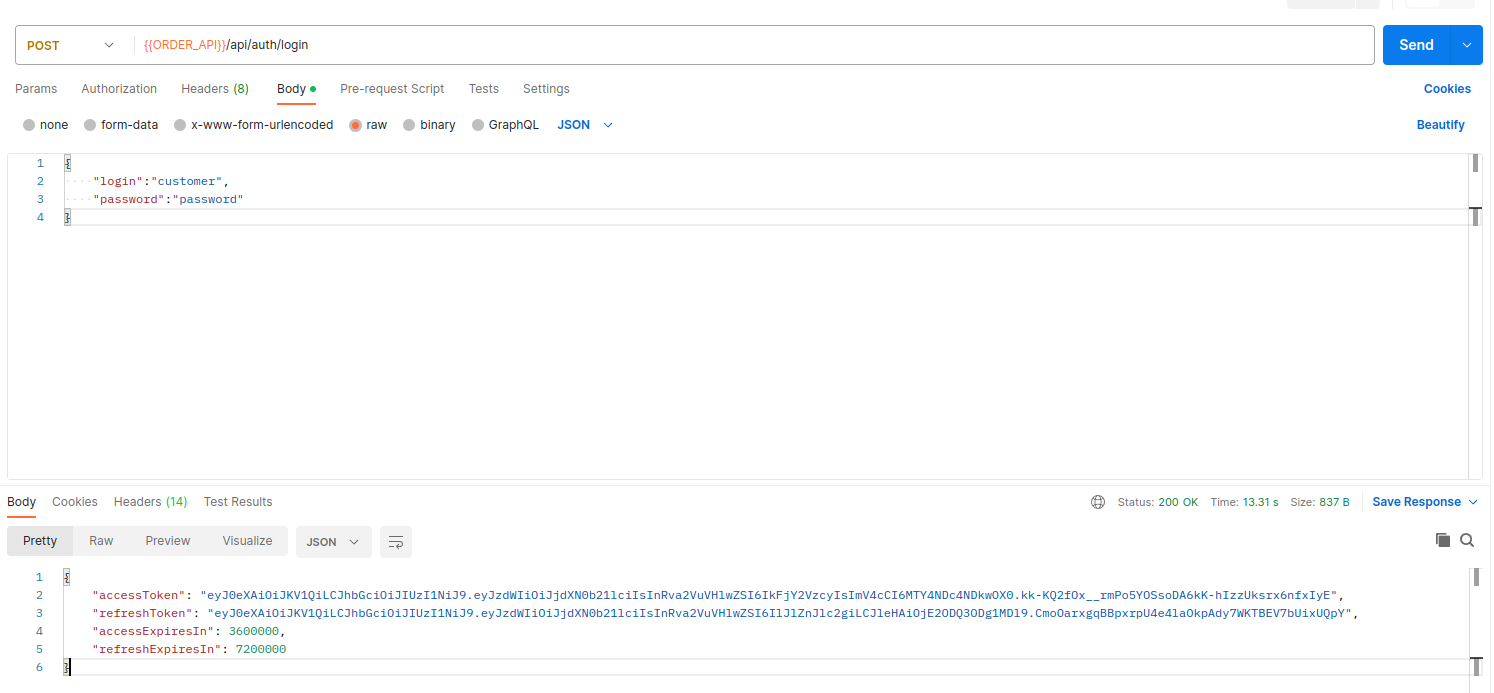 POST {{ORDER_API}}/api/auth/login Send
Params Authorization Headers (8) Body Pre-request Script Tests Settings Cookies
none form-data x-www-form-urlencoded raw binary GraphQL JSON Beautify
1 {
2 "login":"customer",
3 "password":"password"
4 }
Body Cookies Headers (14) Test Results Status: 200 OK Time: 13.31 s Size: 837 B Save Response
Pretty Raw Preview Visualize JSON
1 {
2 "accessToken": "eyJ0eXAiOiJKV1QiLCJhbGciOiJIUzI1NiJ9.eyJzdWIiOiJjdXN0b21lciIsInRva2VuVHlwZSI6IkFjY2VzcyIsImV4cCI6MTY4NDc4NDkwOX0.kk-KQ2fOx__rmPo5YOSsoDA6kK-hIzzUksrx6nfxIyE",
3 "refreshToken": "eyJ0eXAiOiJKV1QiLCJhbGciOiJIUzI1NiJ9.eyJzdWIiOiJjdXN0b21lciIsInRva2VuVHlwZSI6IlJlZnJlc2giLCJleHAiOjE2ODQ3ODg1MDl9.CmoOarxgqBBpxrpU4e4laOkpAdy7WKTBEV7bUixUQpY",
4 "accessExpiresIn": 3600000,
5 "refreshExpiresIn": 7200000
6 }